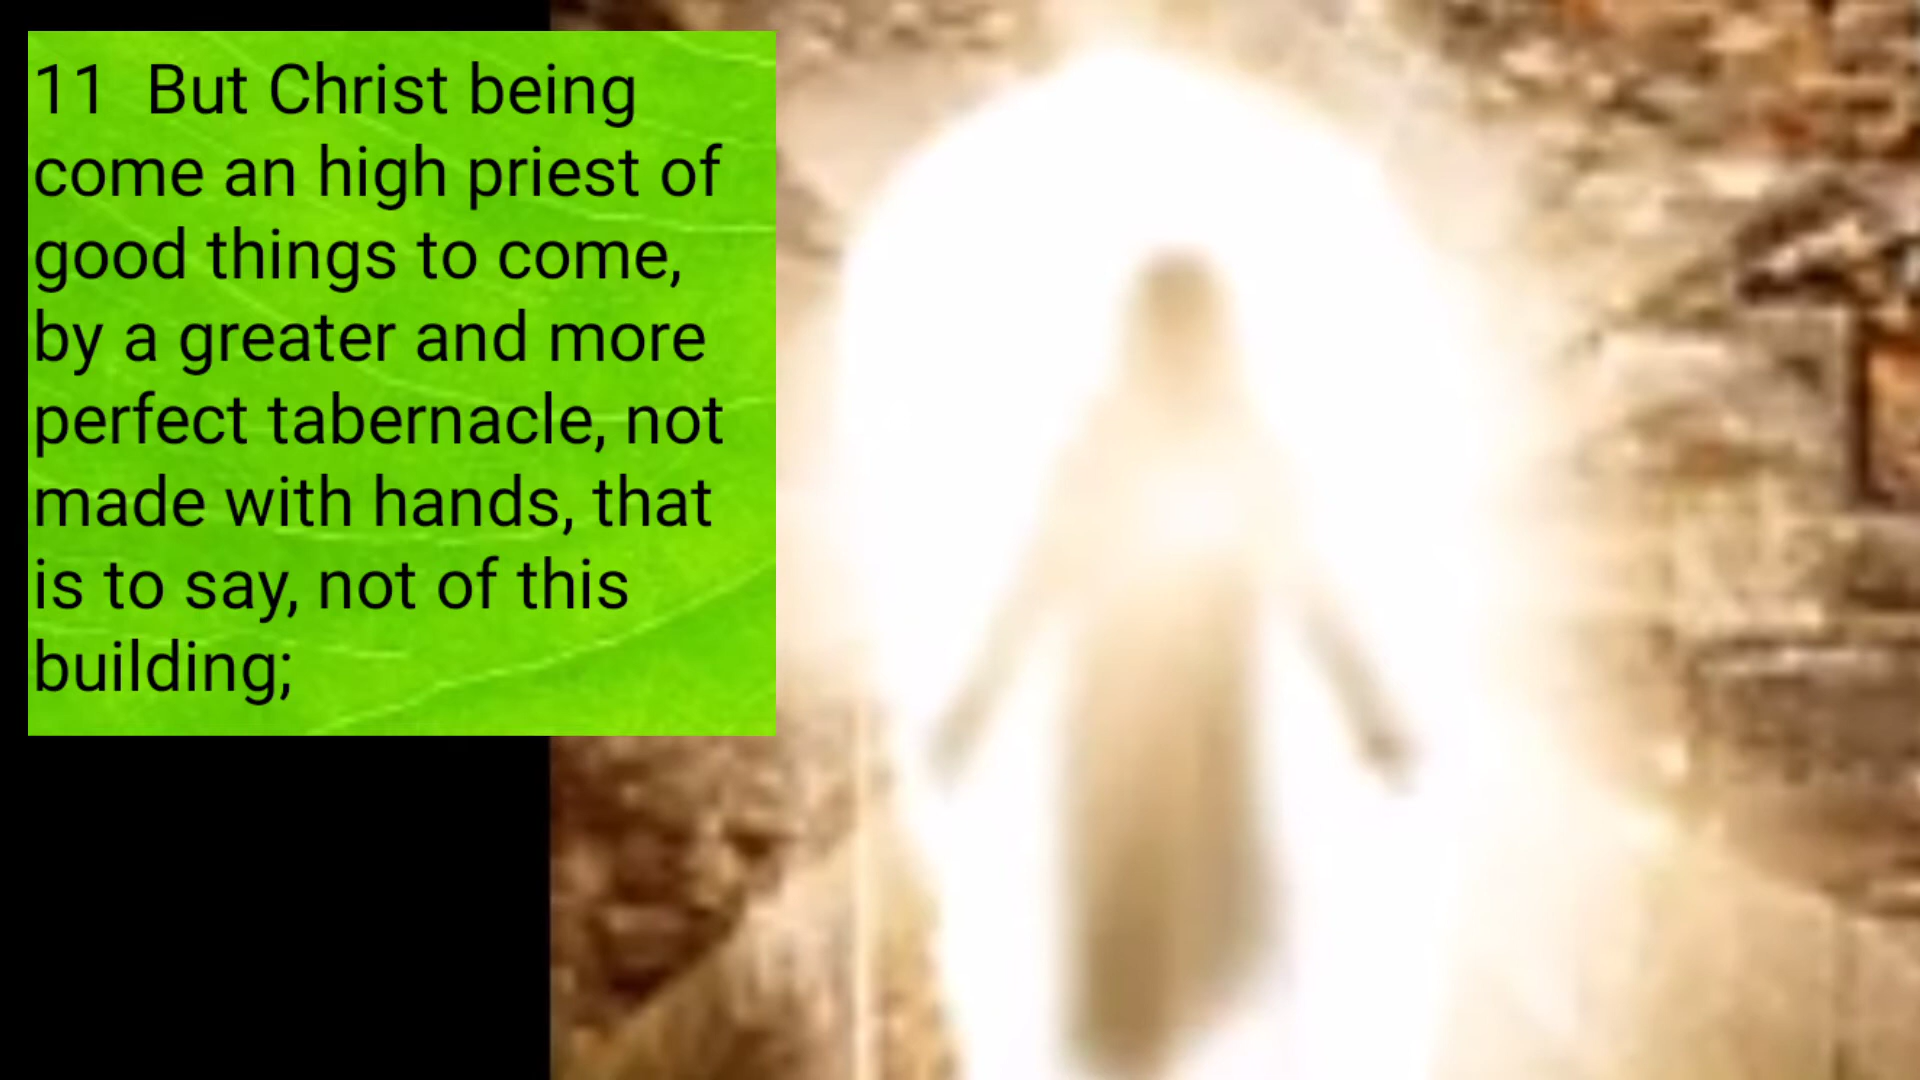 11  But Christ being
come an high priest of
good things to come,
by a greater and more
perfect tabernacle, not
made with hands, that
is to say, not of this
building;